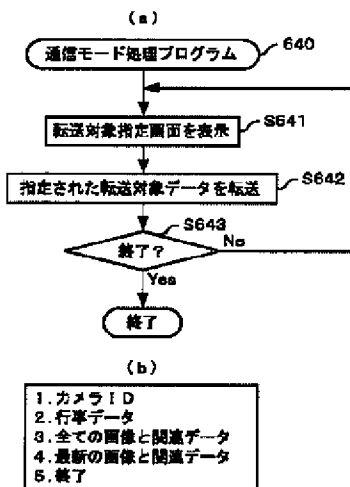 (a)
通信モード処理プログラム
640
転送対象指定画面を表示
S641
指定された転送対象データを転送
S642
S643
終了?
No
Yes
終了
(b)
1.カメラID
2.行事データ
3.全ての画像と関連データ
4.最新の画像と関連データ
5.終了